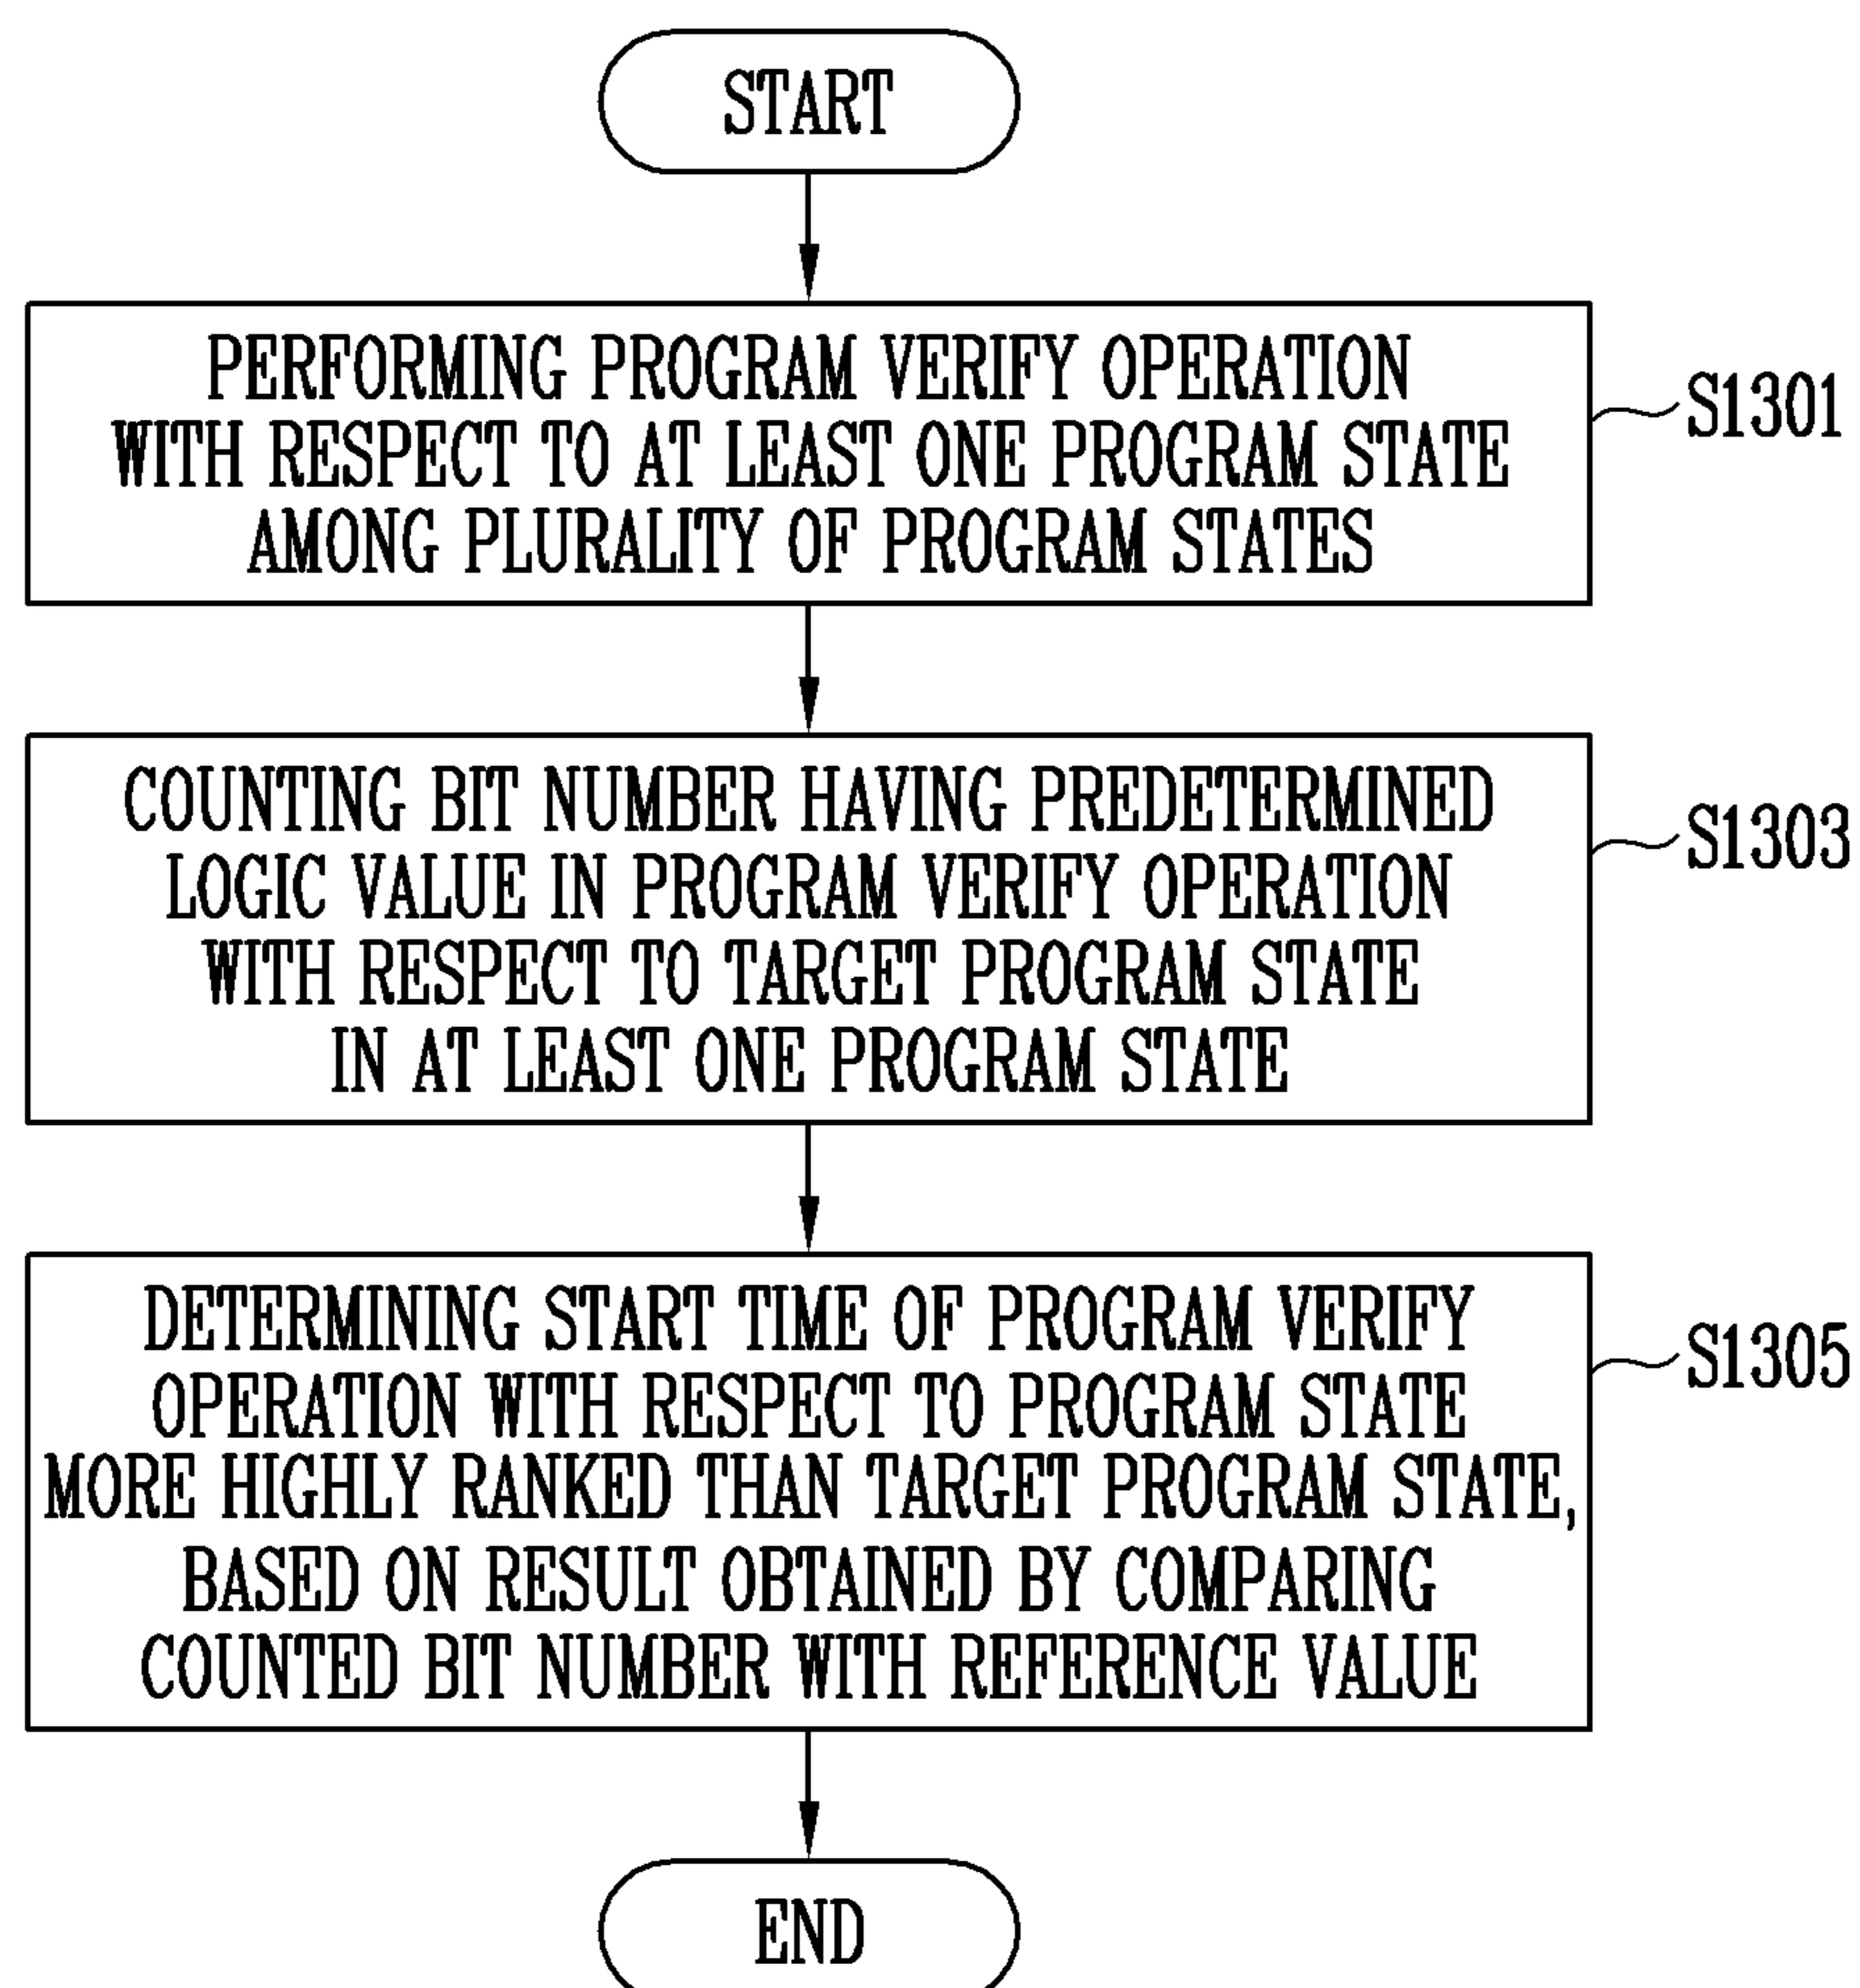 START
PERFORMING PROGRAM VERIFY OPERATION
WITH RESPECT TO AT LEAST ONE PROGRAM STATE
AMONG PLURALITY OF PROGRAM STATES
S1301
COUNTING BIT NUMBER HAVING PREDETERMINED
LOGIC VALUE IN PROGRAM VERIFY OPERATION
WITH RESPECT TO TARGET PROGRAM STATE
IN AT LEAST ONE PROGRAM STATE
S1303
DETERMINING START TIME OF PROGRAM VERIFY
OPERATION WITH RESPECT TO PROGRAM STATE
MORE HIGHLY RANKED THAN TARGET PROGRAM STATE,
BASED ON RESULT OBTAINED BY COMPARING
COUNTED BIT NUMBER WITH REFERENCE VALUE
S1305
END